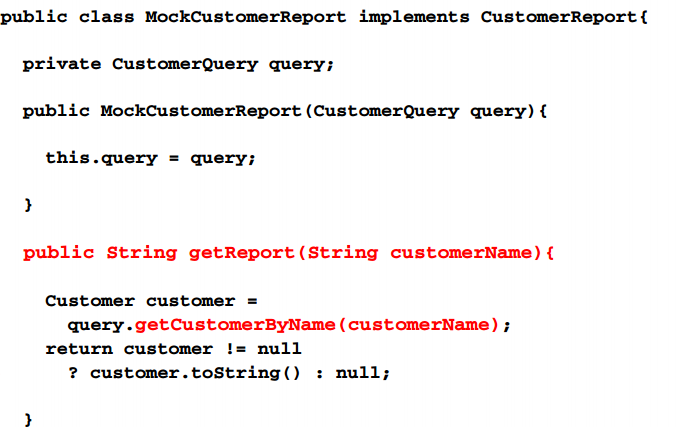 public class MockCustomerReport implements CustomerReport{
private CustomerQuery query;
public MockCustomerReport(CustomerQuery query){
this.query = query;
}
public String getReport(String customerName){
Customer customer =
query.getCustomerByName(customerName);
return customer != null
? customer.toString() : null;
}